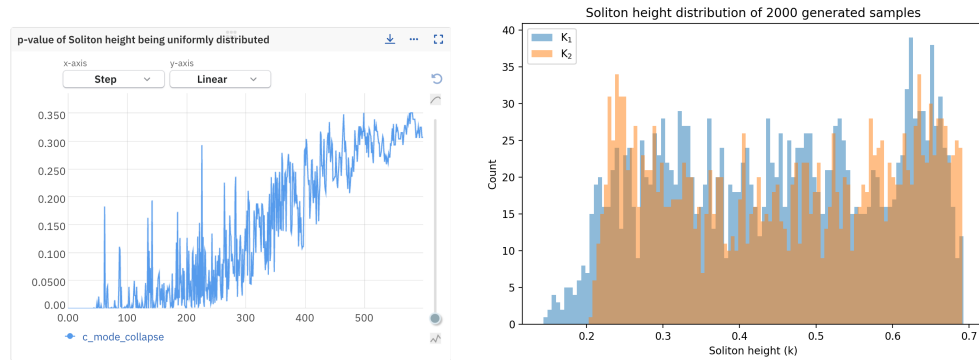 p-value of Soliton height being uniformly distributed
x-axis
y-axis
Step
Linear
0.350
0.250
0.200
0.150
0.100
0.0500
0.00
0.00 100 200 300 400 500
c_mode_collapse
Soliton height distribution of 2000 generated samples
K₁
K₂
Count
40
35
30
25
20
15
10
5
0
0.2 0.3 0.4 0.5 0.6 0.7
Soliton height (k)